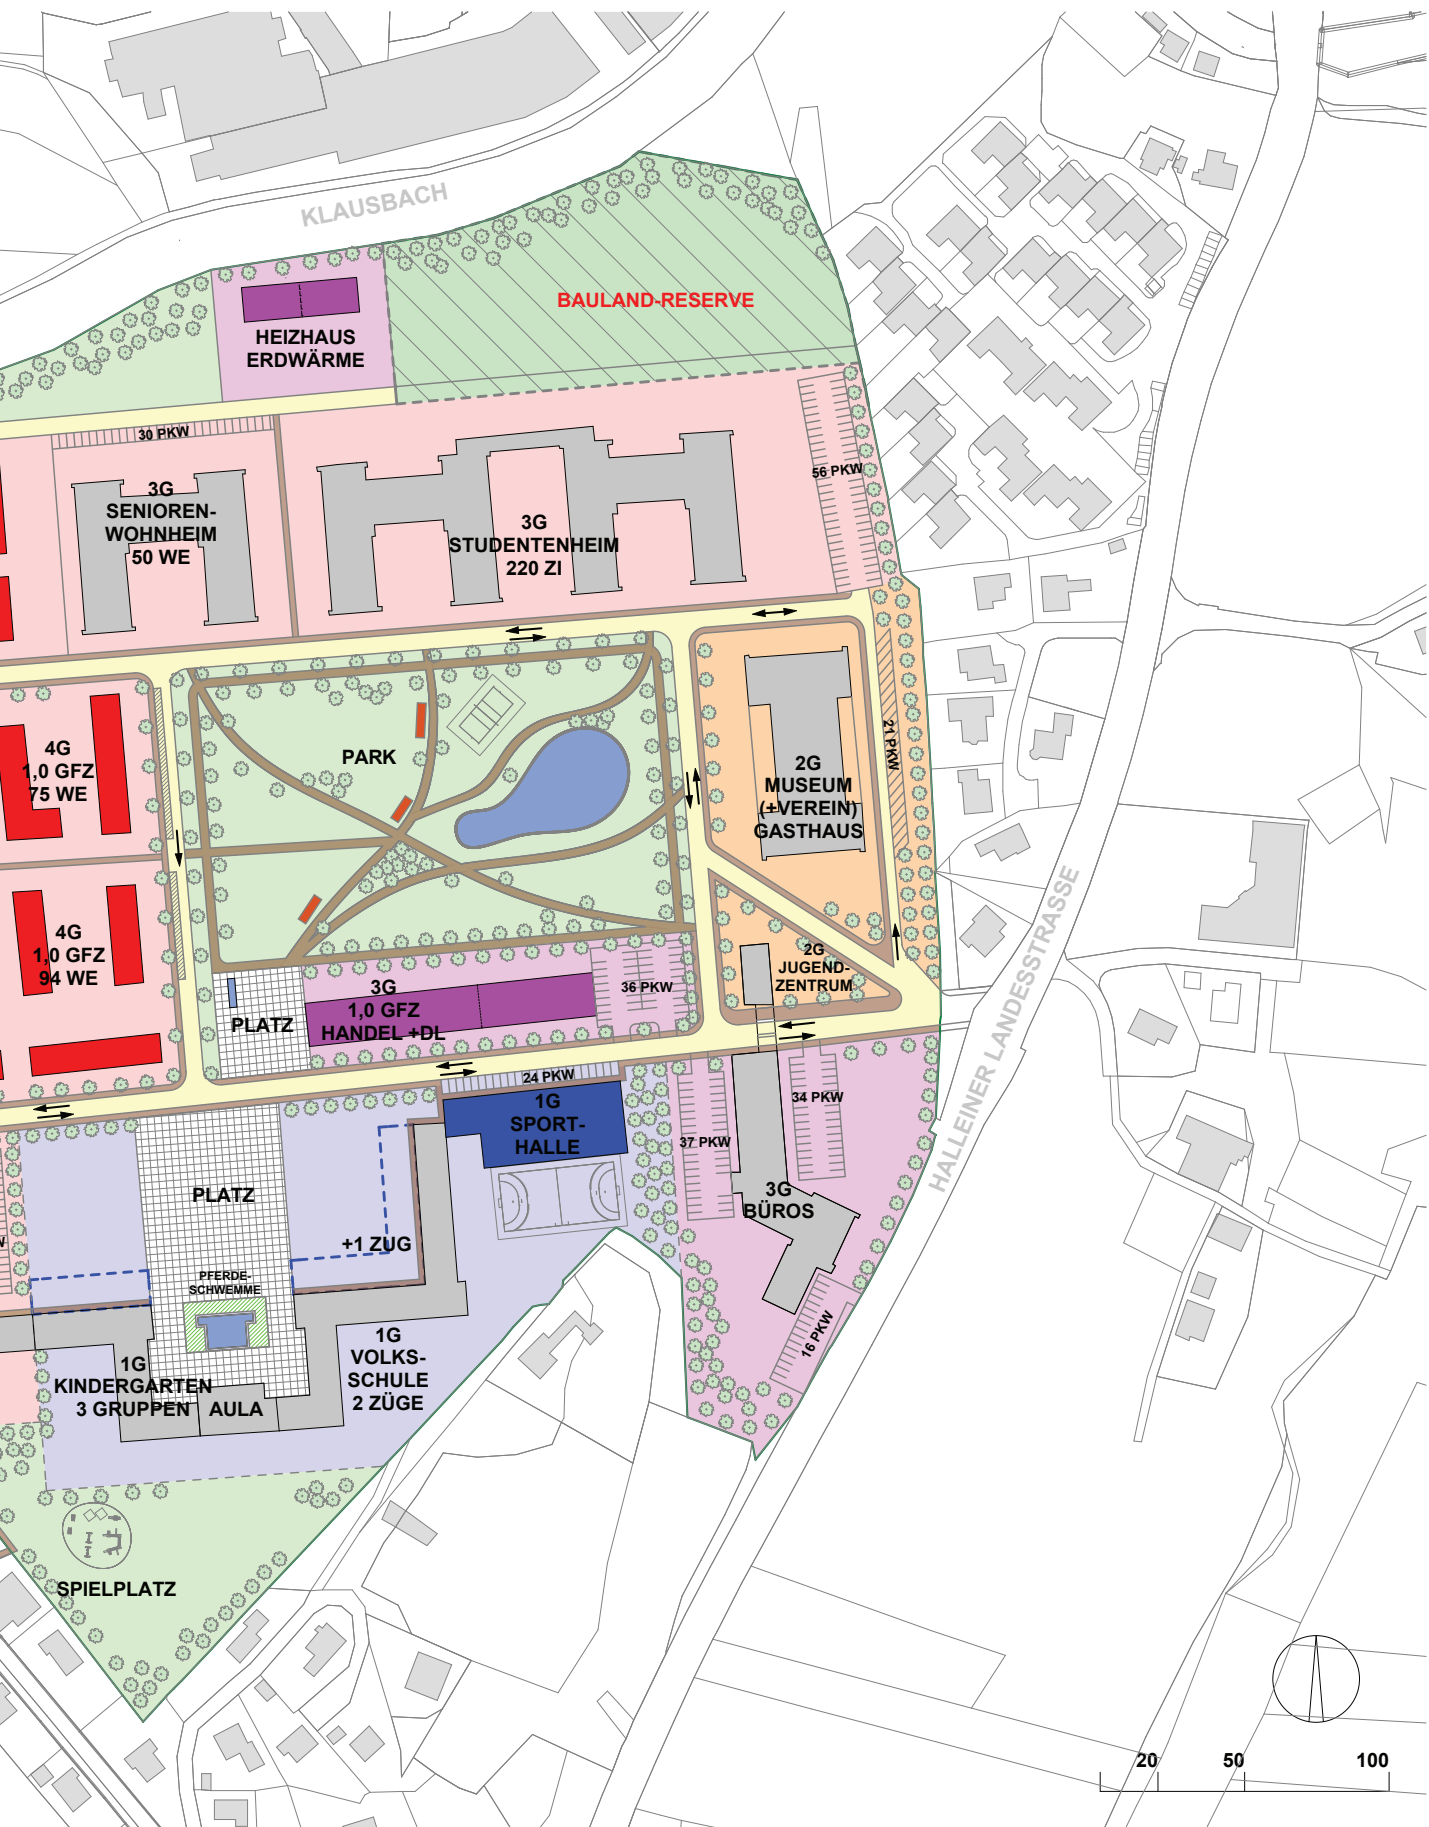 KLAUSBACH
BAULAND-RESERVE
HEIZHAUS
ERDWÄRME
30 PKW
56 PKW
3G
SENIOREN-
WOHNHEIM
50 WE
3G
STUDENTENHEIM
220 ZI
21 PKW
4G
1,0 GFZ
75 WE
PARK
2G
MUSEUM
(+VEREIN)
GASTHAUS
4G
1,0 GFZ
94 WE
2G
JUGEND-
ZENTRUM
3G
1,0 GFZ
HANDEL +DL
36 PKW
PLATZ
HALLEINER LANDESSTRASSE
24 PKW
1G
SPORT-
HALLE
34 PKW
37 PKW
3G
BÜROS
PLATZ
+1 ZUG
PFERDE-
SCHWEMME
16 PKW
1G
VOLKS-
SCHULE
2 ZÜGE
1G
KINDERGARTEN
3 GRUPPEN
AULA
SPIELPLATZ
20 50 100